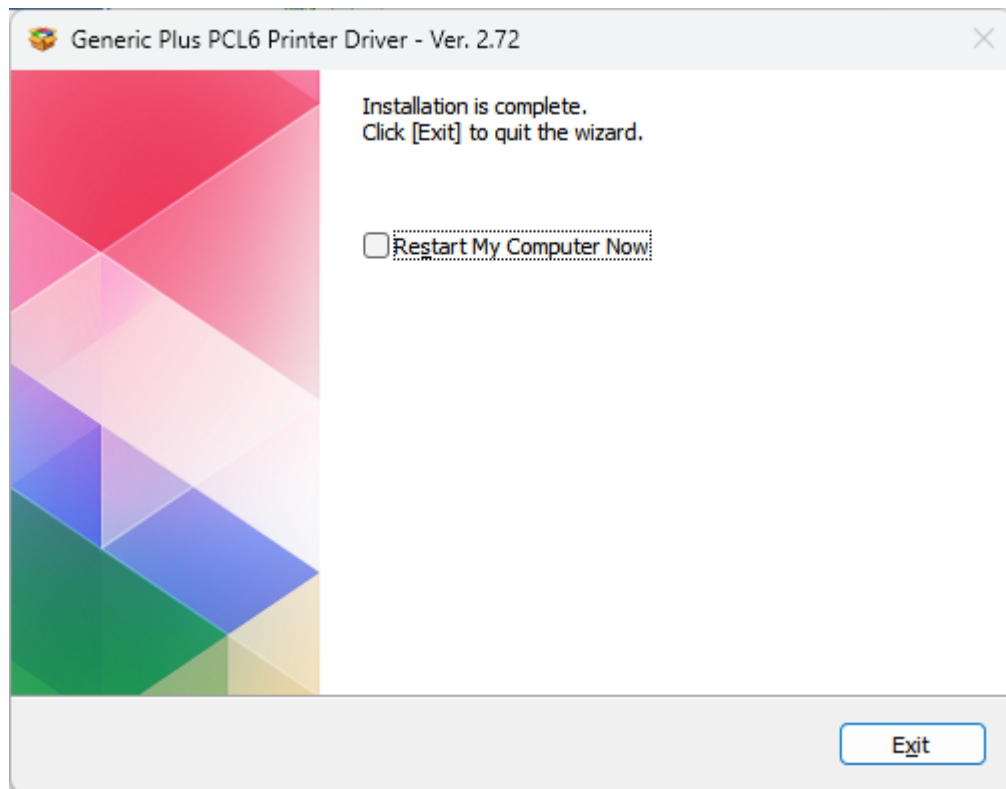 Generic Plus PCL6 Printer Driver - Ver. 2.72
Installation is complete.
Click [Exit] to quit the wizard.
Restart My Computer Now
Exit